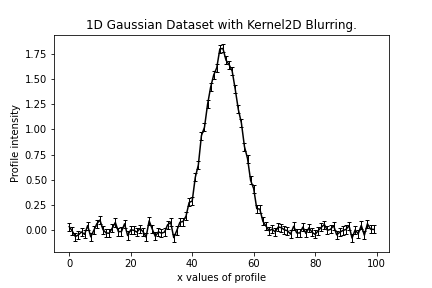 1D Gaussian Dataset with Kernel2D Blurring.
Profile intensity
1.75
1.50
1.25
1.00
0.75
0.50
0.25
0.00
0 20 40 60 80 100
x values of profile